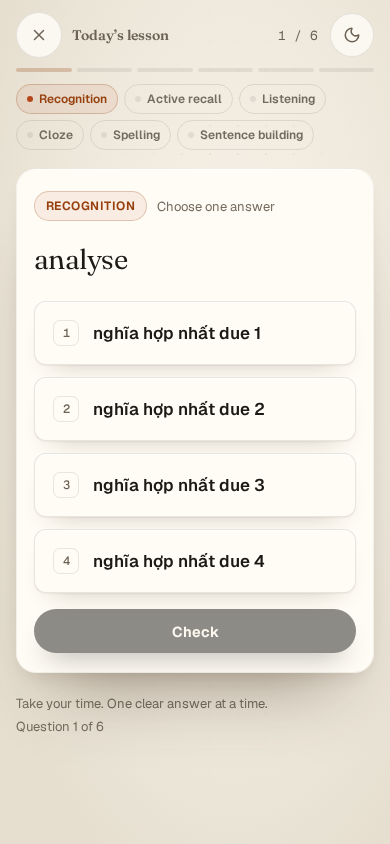 Today's lesson
1 / 6
Recognition
Active recall
Listening
Cloze
Spelling
Sentence building
RECOGNITION
Choose one answer
analyse
1 nghĩa hợp nhất due 1
2 nghĩa hợp nhất due 2
3 nghĩa hợp nhất due 3
4 nghĩa hợp nhất due 4
Check
Take your time. One clear answer at a time.
Question 1 of 6